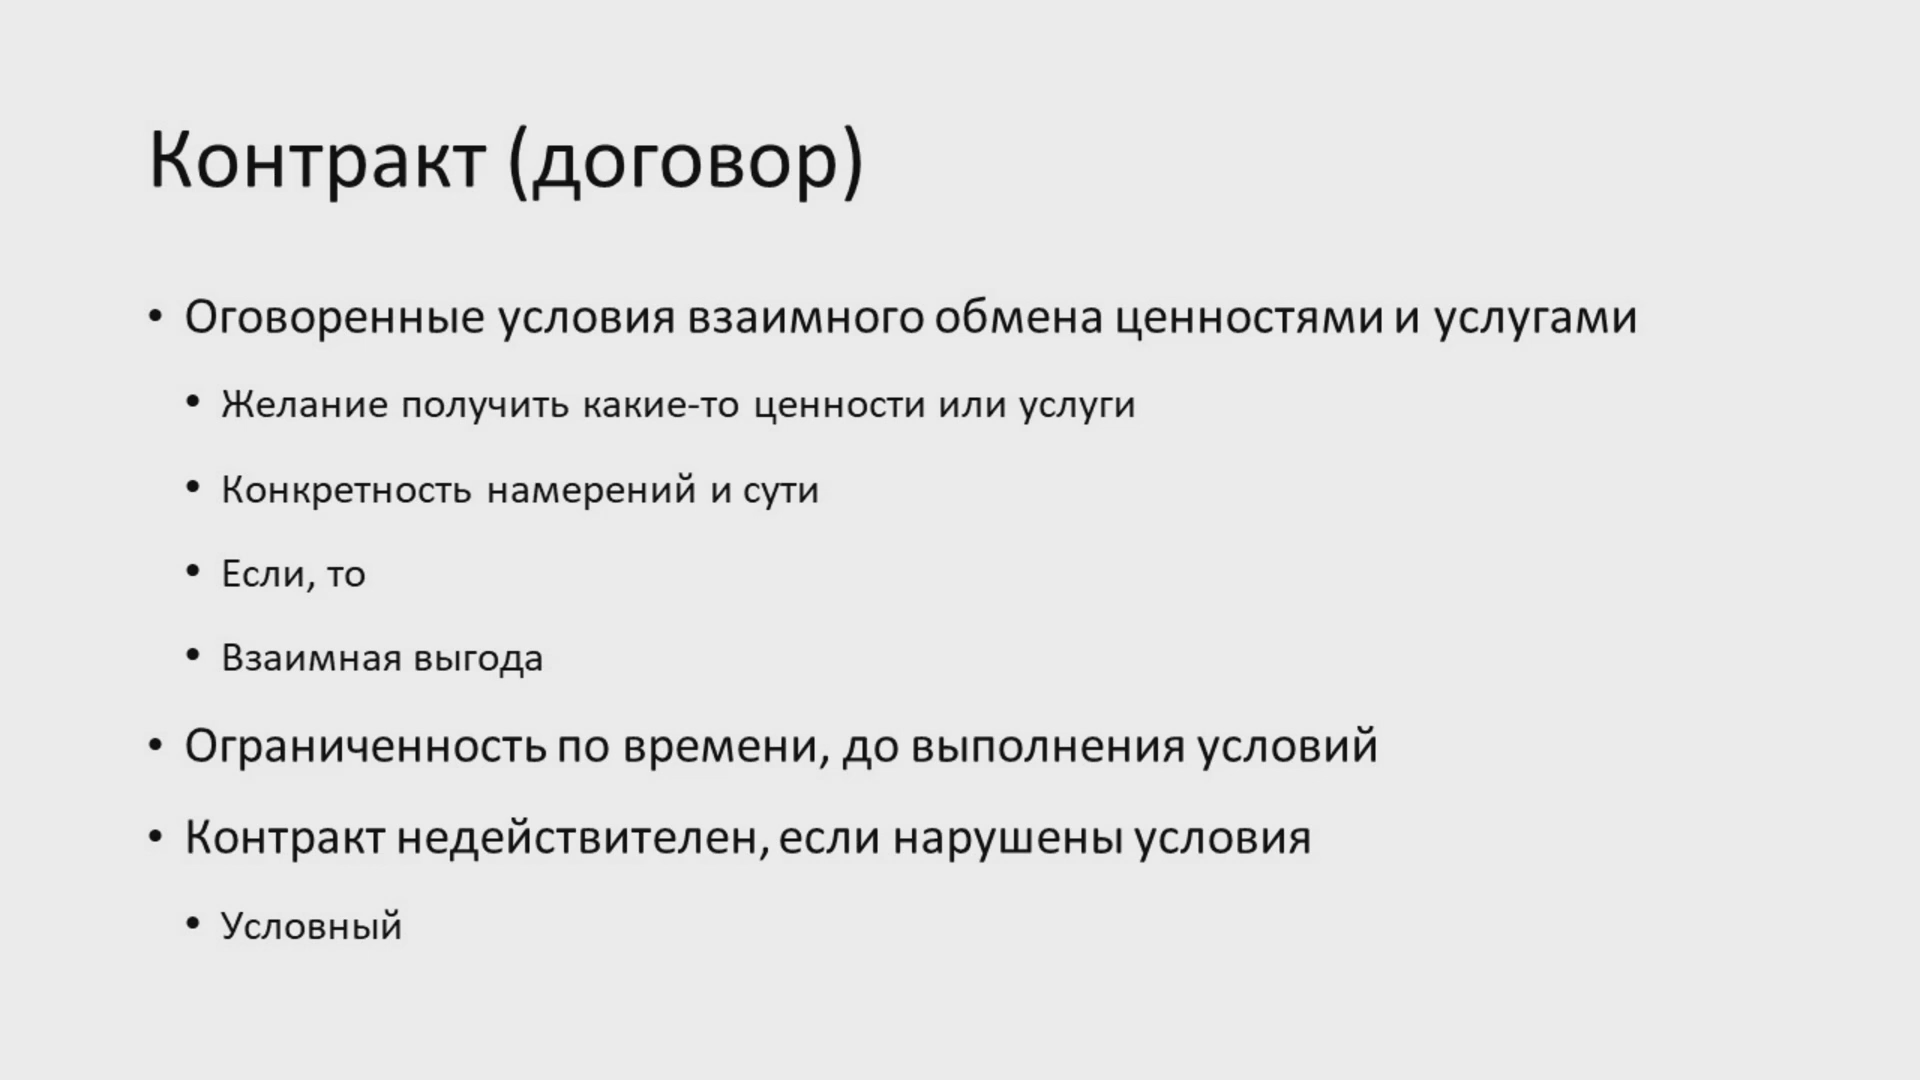 Контракт (договор)
• Оговоренные условия взаимного обмена ценностями и услугами
• Желание получить какие-то ценности или услуги
• Конкретность намерений и сути
• Если, то
• Взаимная выгода
• Ограниченность по времени, до выполнения условий
• Контракт недействителен, если нарушены условия
• Условный